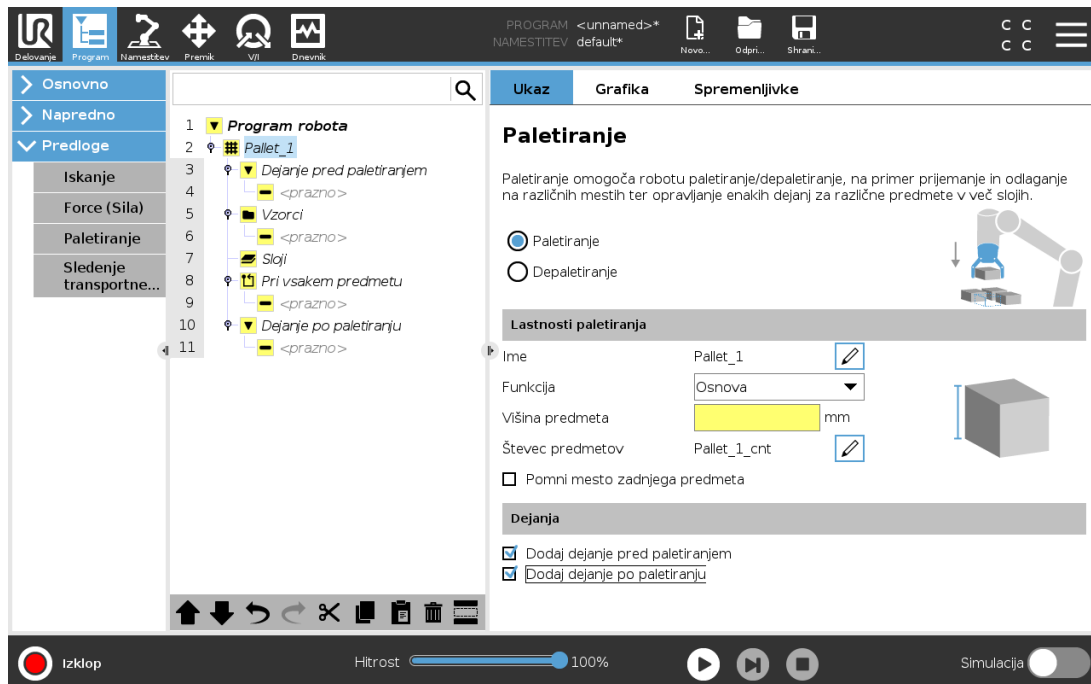 PROGRAM <unnamed>*
NAMESTITEV default*
C C
C C
Delovanje Program Namestitev Premik V/I Dnevnik Novo... Odpri... Shrani...
Osnovno
Napredno
Predloge
Iskanje
Force (Sila)
Paletiranje
Sledenje
transportne...
1 Program robota
2 Pallet_1
3 Dejanje pred paletiranjem
4 <prazno>
5 Vzorci
6 <prazno>
7 Sloji
8 Pri vsakem predmetu
9 <prazno>
10 Dejanje po paletiranju
11 <prazno>
Ukaz Grafika Spremenljivke
Paletiranje
Paletiranje omogoča robotu paletiranje/depaletiranje, na primer prijemanje in odlaganje
na različnih mestih ter opravljanje enakih dejanj za različne predmete v več slojih.
Paletiranje
Depaletiranje
Lastnosti paletiranja
Ime Pallet_1
Funkcija Osnova
Višina predmeta mm
Števec predmetov Pallet_1_cnt
Pomni mesto zadnjega predmeta
Dejanja
Dodaj dejanje pred paletiranjem
Dodaj dejanje po paletiranju
Izklop Hitrost 100% Simulacija